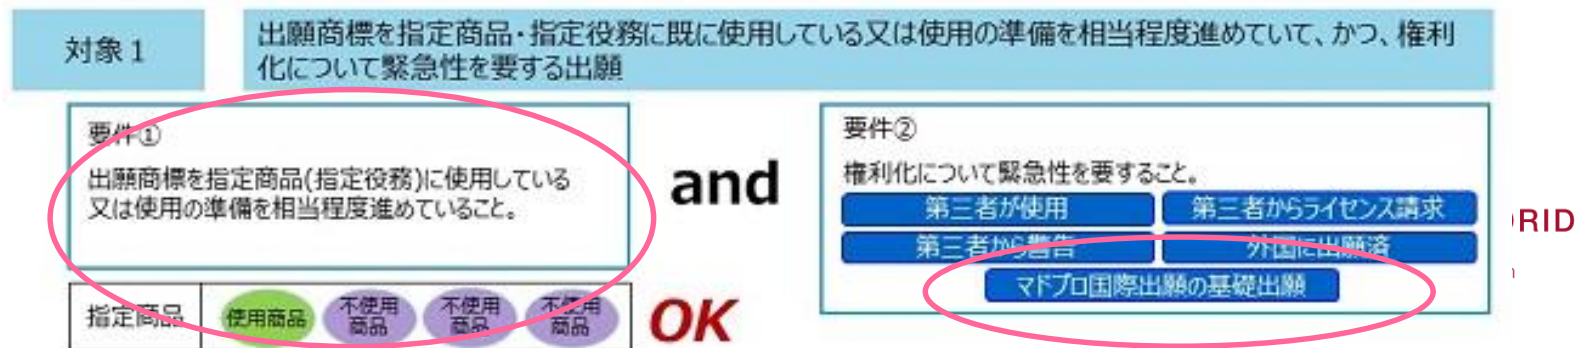 対象1
出願商標を指定商品・指定役務に既に使用している又は使用の準備を相当程度進めていて、かつ、権利
化について緊急性を要する出願
要件①
出願商標を指定商品(指定役務)に使用している
又は使用の準備を相当程度進めていること。
and
要件②
権利化について緊急性を要すること。
第三者が使用
第三者からライセンス請求
第三者から警告
外国に出願済
マドプロ国際出願の基礎出願
RID
指定商品
使用商品
不使用
商品
不使用
商品
不使用
商品
OK